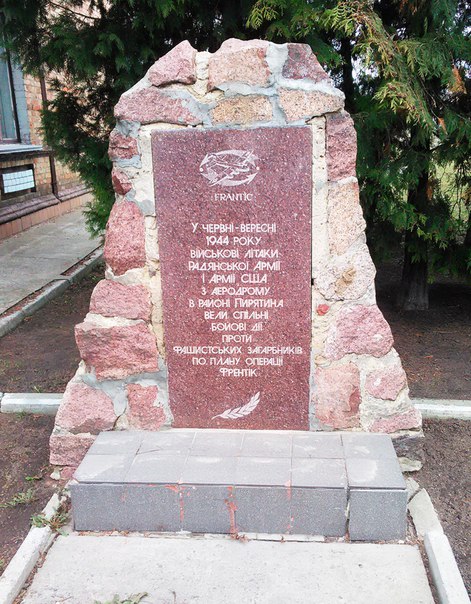 FRANTIC
У ЧЕРВНІ-ВЕРЕСНІ
1944 РОКУ
ВІЙСЬКОВІ ЛІТАКИ
РАДЯНСЬКОЇ АРМІЇ
І АРМІЇ США
З АЕРОДРОМУ
В РАЙОНІ ПИРЯТИНА
ВЕЛИ СПІЛЬНІ
БОЙОВІ ДІЇ
ПРОТИ
ФАШИСТСЬКИХ ЗАГАРБНИКІВ
ПО ПЛАНУ ОПЕРАЦІЇ
ФРЕНТІК